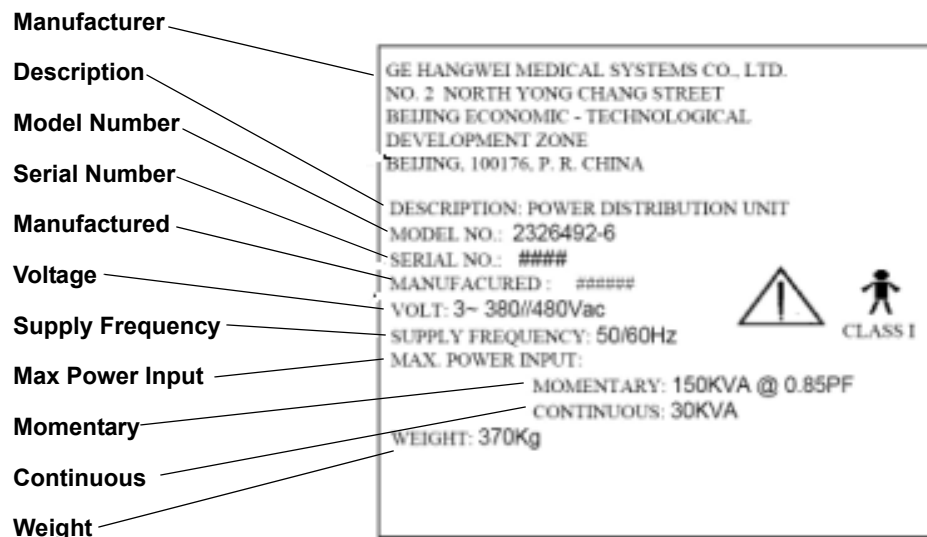 Manufacturer
Description
Model Number
Serial Number
Manufactured
Voltage
Supply Frequency
Max Power Input
Momentary
Continuous
Weight
GE HANGWEI MEDICAL SYSTEMS CO., LTD.
NO. 2 NORTH YONG CHANG STREET
BEIJING ECONOMIC - TECHNOLOGICAL
DEVELOPMENT ZONE
BEIJING, 100176, P. R. CHINA
DESCRIPTION: POWER DISTRIBUTION UNIT
MODEL NO.: 2326492-6
SERIAL NO.: ####
MANUFACURED : ######
VOLT: 3~ 380//480Vac
SUPPLY FREQUENCY: 50/60Hz
MAX. POWER INPUT:
MOMENTARY: 150KVA @ 0.85PF
CONTINUOUS: 30KVA
WEIGHT: 370Kg
CLASS I